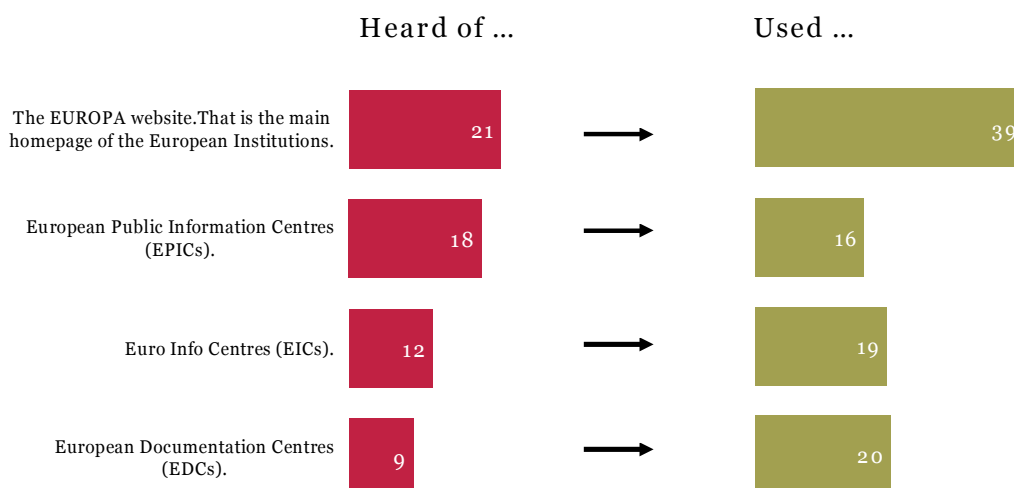 Heard of ...
Used ...
The EUROPA website.That is the main
homepage of the European Institutions.
21
39
European Public Information Centres
(EPICs).
18
16
Euro Info Centres (EICs).
12
19
European Documentation Centres
(EDCs).
9
20